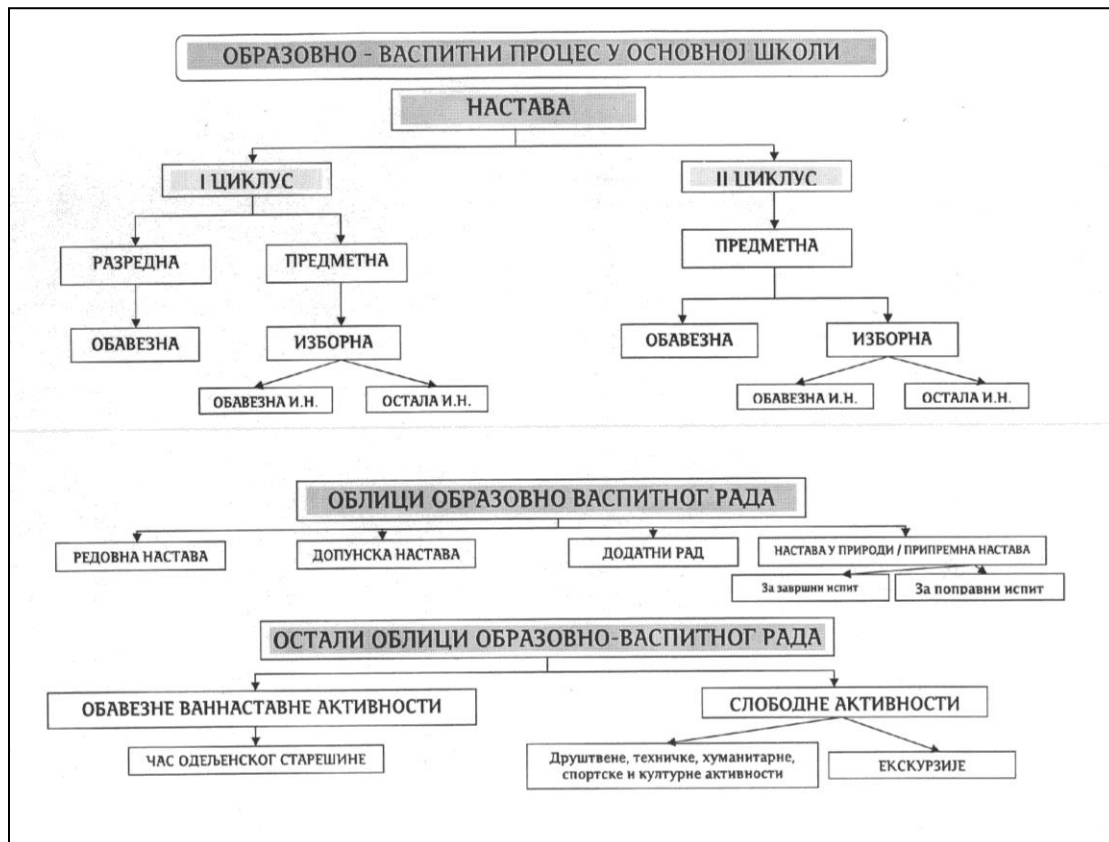 ОБРАЗОВНО - ВАСПИТНИ ПРОЦЕС У ОСНОВНОЈ ШКОЛИ
НАСТАВА
I ЦИКЛУС
II ЦИКЛУС
РАЗРЕДНА
ПРЕДМЕТНА
ПРЕДМЕТНА
ОБАВЕЗНА
ИЗБОРНА
ОБАВЕЗНА
ИЗБОРНА
ОБАВЕЗНА И.Н.
ОСТАЛА И.Н.
ОБАВЕЗНА И.Н.
ОСТАЛА И.Н.
ОБЛИЦИ ОБРАЗОВНО ВАСПИТНОГ РАДА
РЕДОВНА НАСТАВА
ДОПУНСКА НАСТАВА
ДОДАТНИ РАД
НАСТАВА У ПРИРОДИ / ПРИПРЕМНА НАСТАВА
За завршни испит
За поправни испит
ОСТАЛИ ОБЛИЦИ ОБРАЗОВНО-ВАСПИТНОГ РАДА
ОБАВЕЗНЕ ВАННАСТАВНЕ АКТИВНОСТИ
СЛОБОДНЕ АКТИВНОСТИ
ЧАС ОДЕЉЕНСКОГ СТАРЕШИНЕ
Друштвене, техничке, хуманитарне,
спортске и културне активности
ЕКСКУРЗИЈЕ